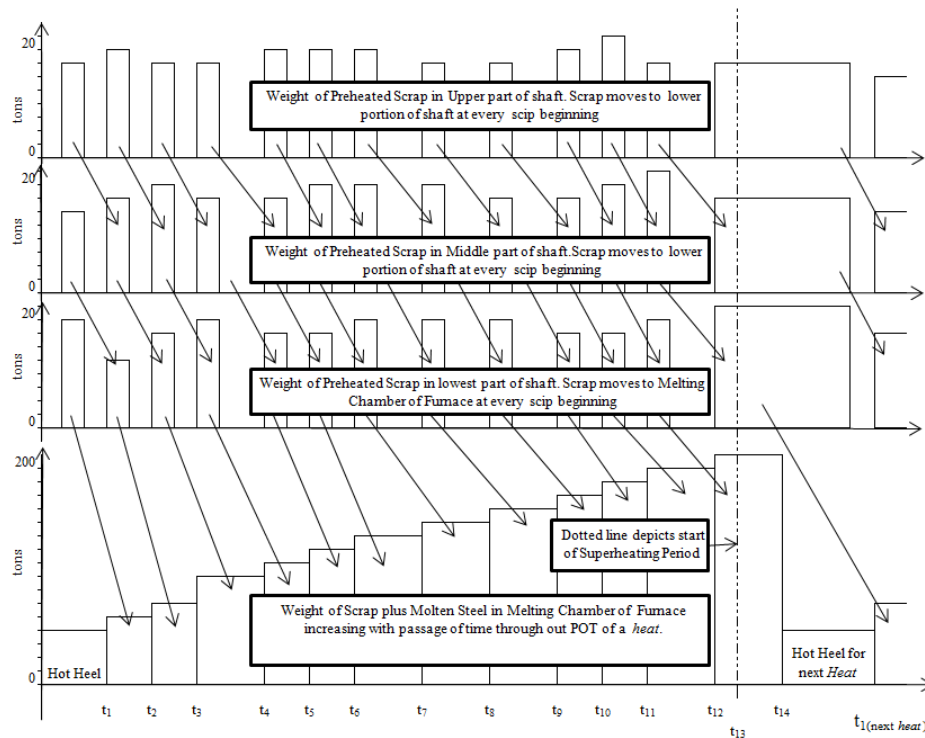 20
tons
0
Weight of Preheated Scrap in Upper part of shaft. Scrap moves to lower
portion of shaft at every scip beginning
20
tons
0
Weight of Preheated Scrap in Middle part of shaft.Scrap moves to lower
portion of shaft at every scip beginning
20
tons
0
Weight of Preheated Scrap in lowest part of shaft. Scrap moves to Melting
Chamber of Furnace at every scip beginning
200
tons
0
Dotted line depicts start
of Superheating Period
Weight of Scrap plus Molten Steel in Melting Chamber of Furnace
increasing with passage of time through out POT of a heat.
Hot Heel
Hot Heel for
next Heat
t1 t2 t3 t4 t5 t6 t7 t8 t9 t10 t11 t12 t14 t1(next heat)
t13